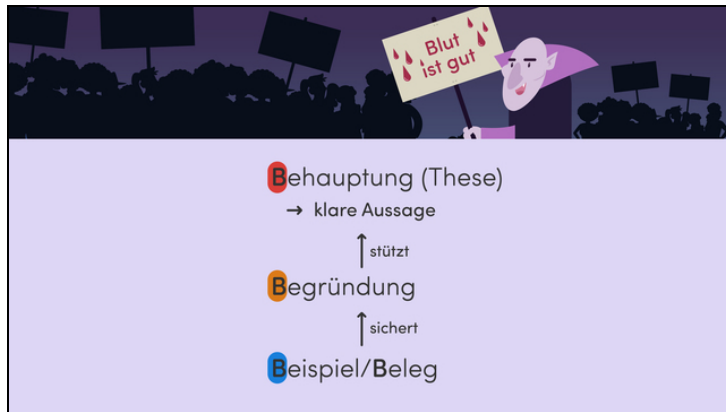 Blut
ist gut
Behauptung (These)
→ klare Aussage
stützt
Begründung
sichert
Beispiel/Beleg